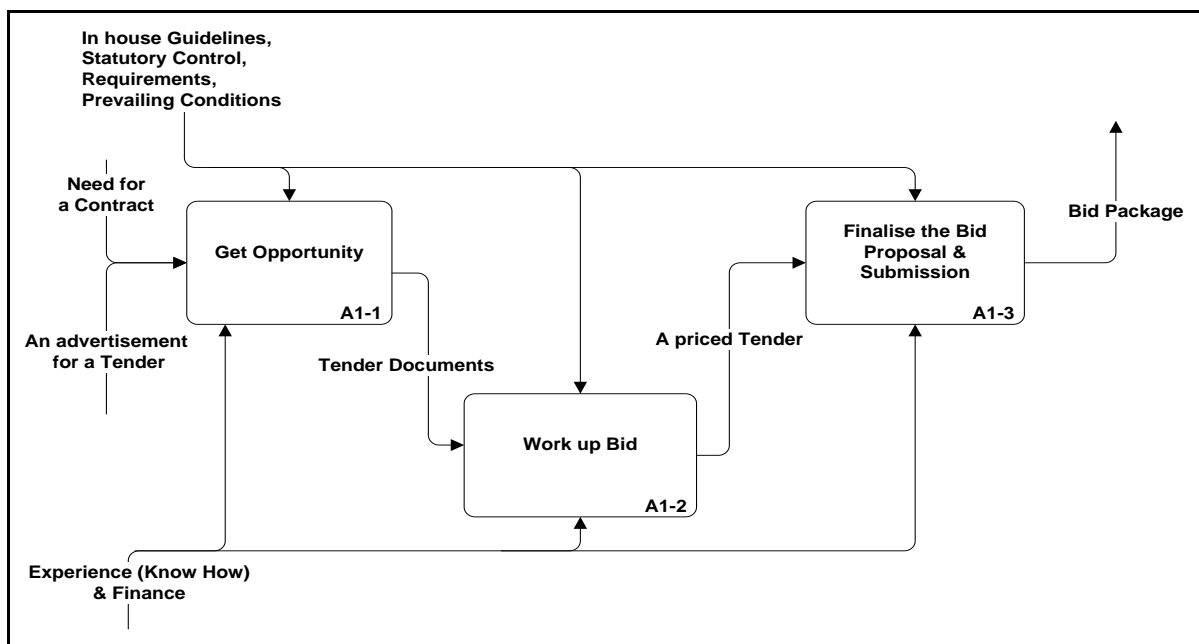 In house Guidelines,
Statutory Control,
Requirements,
Prevailing Conditions
Need for
a Contract
Get Opportunity
A1-1
An advertisement
for a Tender
Tender Documents
Work up Bid
A1-2
A priced Tender
Finalise the Bid
Proposal &
Submission
A1-3
Bid Package
Experience (Know How)
& Finance